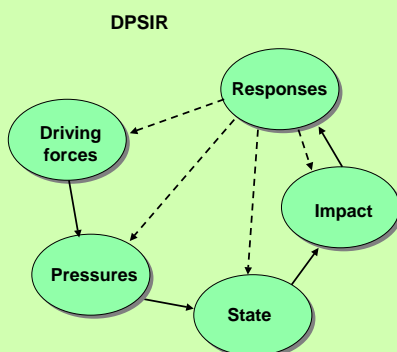 DPSIR
Responses
Driving
forces
Impact
Pressures
State